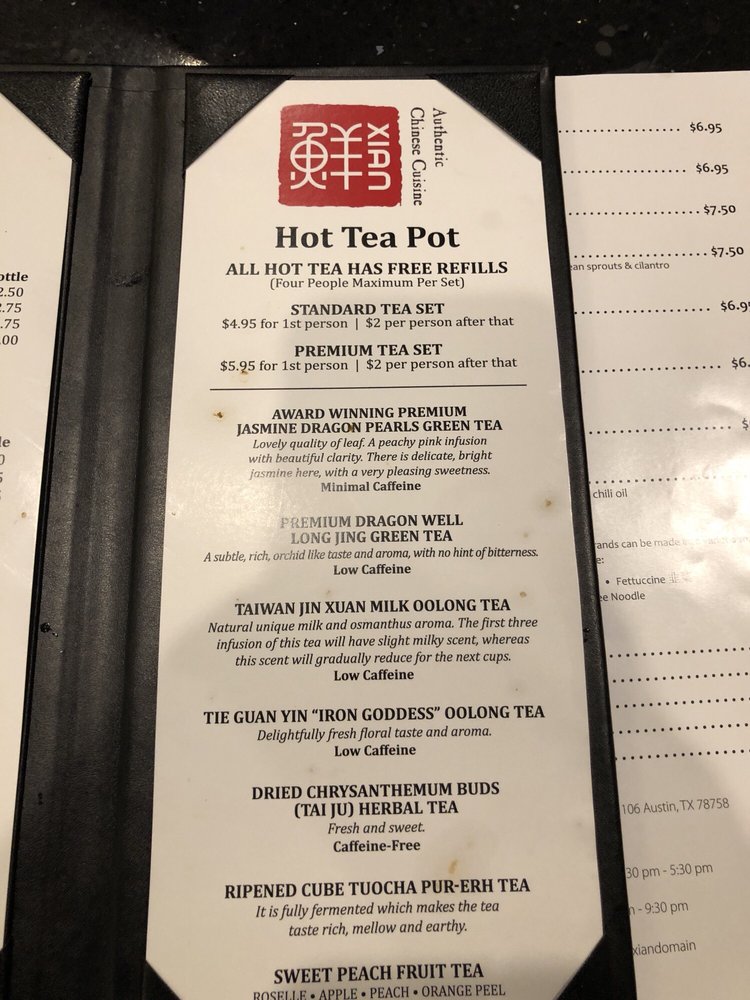 ottle
2.50
2.75
.75
.00
鮮
XIAN
Authentic
Chinese Cuisine
Hot Tea Pot
ALL HOT TEA HAS FREE REFILLS
(Four People Maximum Per Set)
STANDARD TEA SET
$4.95 for 1st person | $2 per person after that
PREMIUM TEA SET
$5.95 for 1st person | $2 per person after that
AWARD WINNING PREMIUM
JASMINE DRAGON PEARLS GREEN TEA
Lovely quality of leaf. A peachy pink infusion
with beautiful clarity. There is delicate, bright
jasmine here, with a very pleasing sweetness.
Minimal Caffeine
PREMIUM DRAGON WELL
LONG JING GREEN TEA
A subtle, rich, orchid like taste and aroma, with no hint of bitterness.
Low Caffeine
TAIWAN JIN XUAN MILK OOLONG TEA
Natural unique milk and osmanthus aroma. The first three
infusion of this tea will have slight milky scent, whereas
this scent will gradually reduce for the next cups.
Low Caffeine
TIE GUAN YIN “IRON GODDESS” OOLONG TEA
Delightfully fresh floral taste and aroma.
Low Caffeine
DRIED CHRYSANTHEMUM BUDS
(TAI JU) HERBAL TEA
Fresh and sweet.
Caffeine-Free
RIPENED CUBE TUOCHA PUR-ERH TEA
It is fully fermented which makes the tea
taste rich, mellow and earthy.
SWEET PEACH FRUIT TEA
ROSELLE • APPLE • PEACH • ORANGE PEEL
$6.95
$6.95
$7.50
$7.50
ean sprouts & cilantro
$6.95
$6.
$
chili oil
rands can be made
e:
• Fettuccine
ee Noodle
106 Austin, TX 78758
30 pm - 5:30 pm
n - 9:30 pm
xiandomain